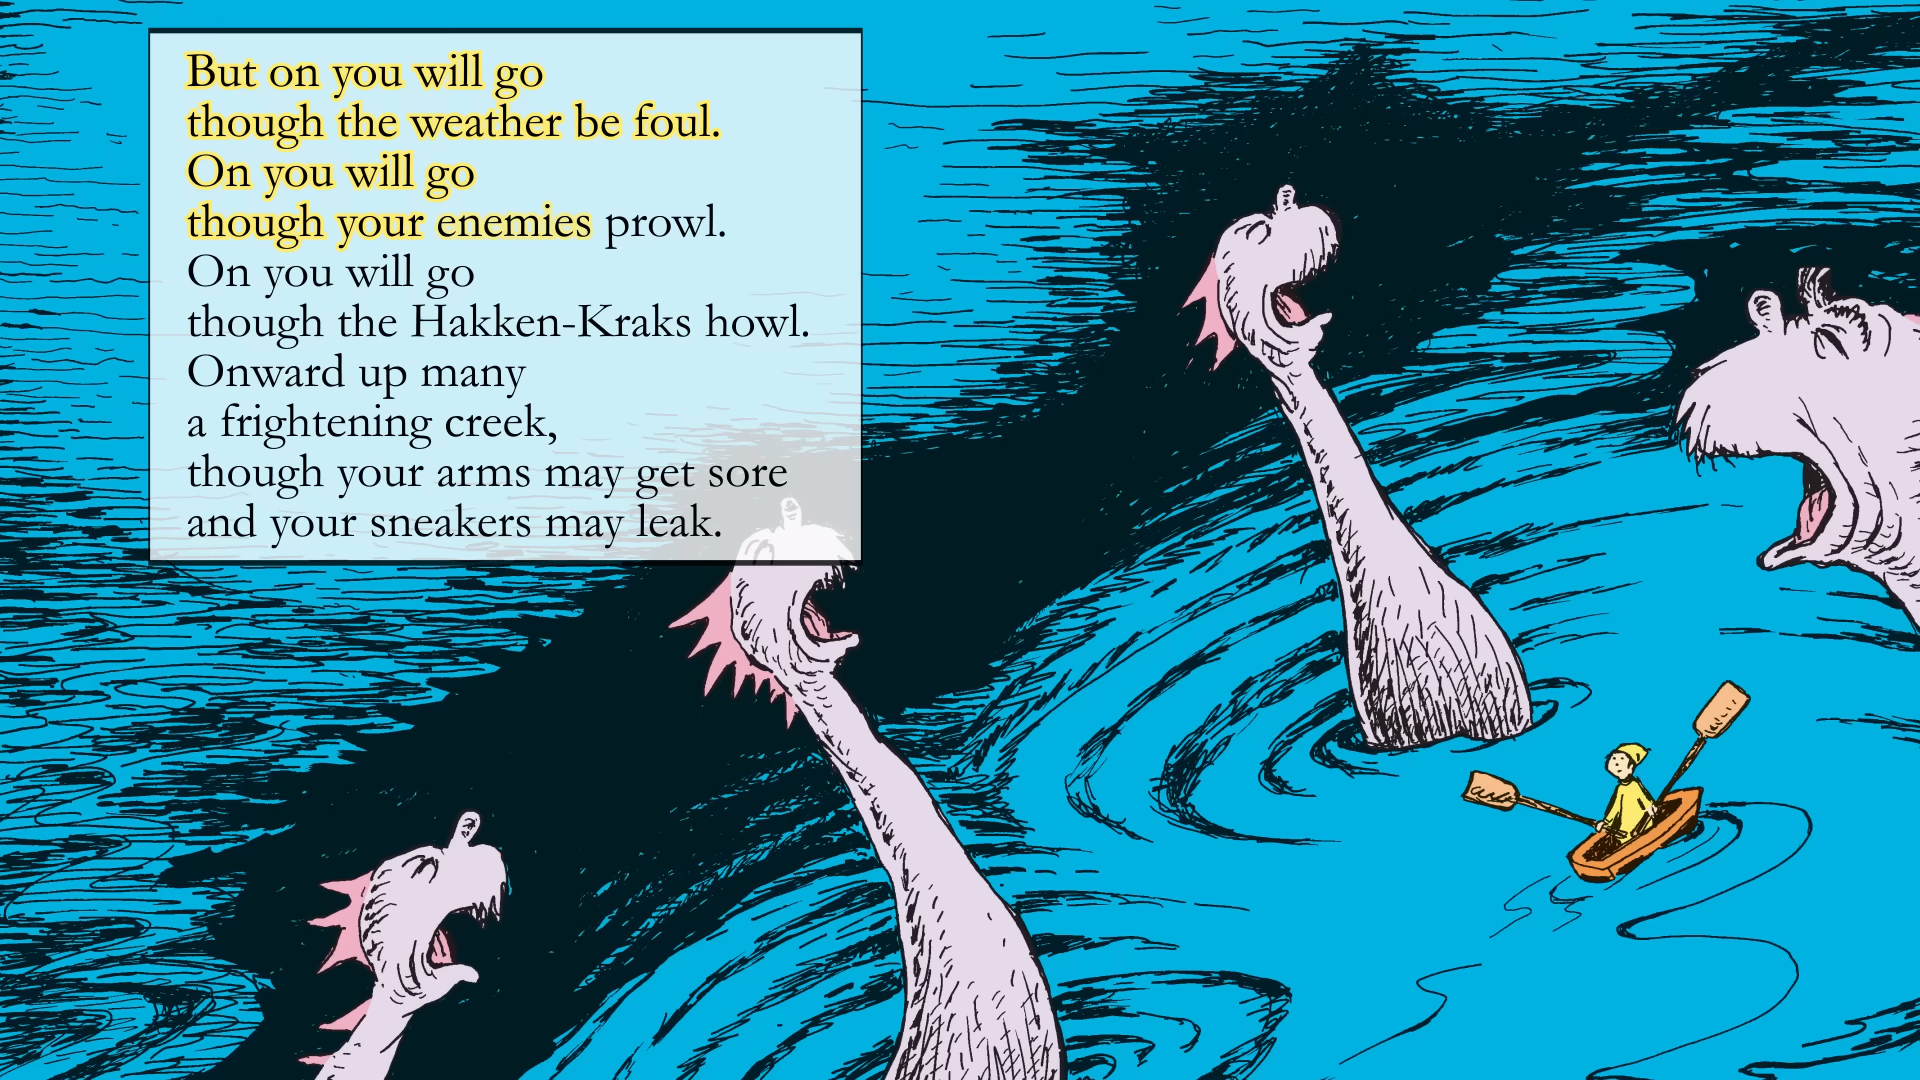 But on you will go
though the weather be foul.
On you will go
though your enemies prowl.
On you will go
though the Hakken-Kraks howl.
Onward up many
a frightening creek,
though your arms may get sore
and your sneakers may leak.